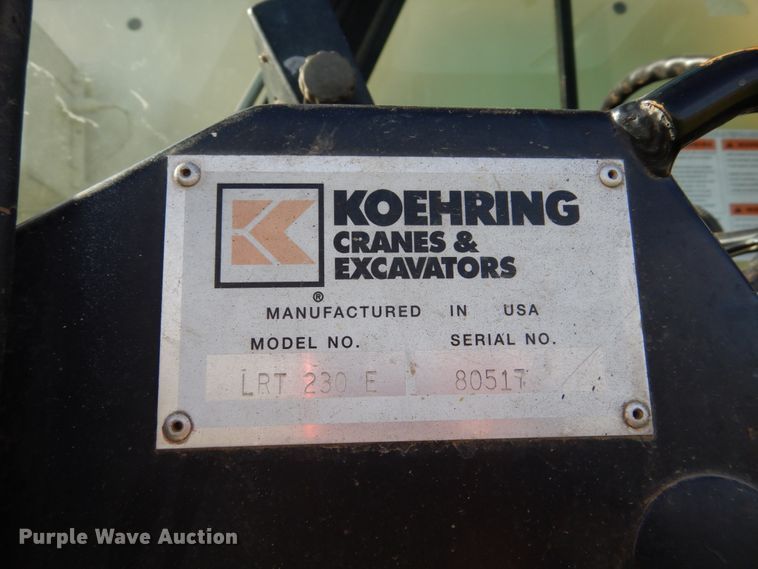 KOEHRING
CRANES &
EXCAVATORS
®
MANUFACTURED IN USA
MODEL NO. SERIAL NO.
LRT 230 E 80517
Purple Wave Auction